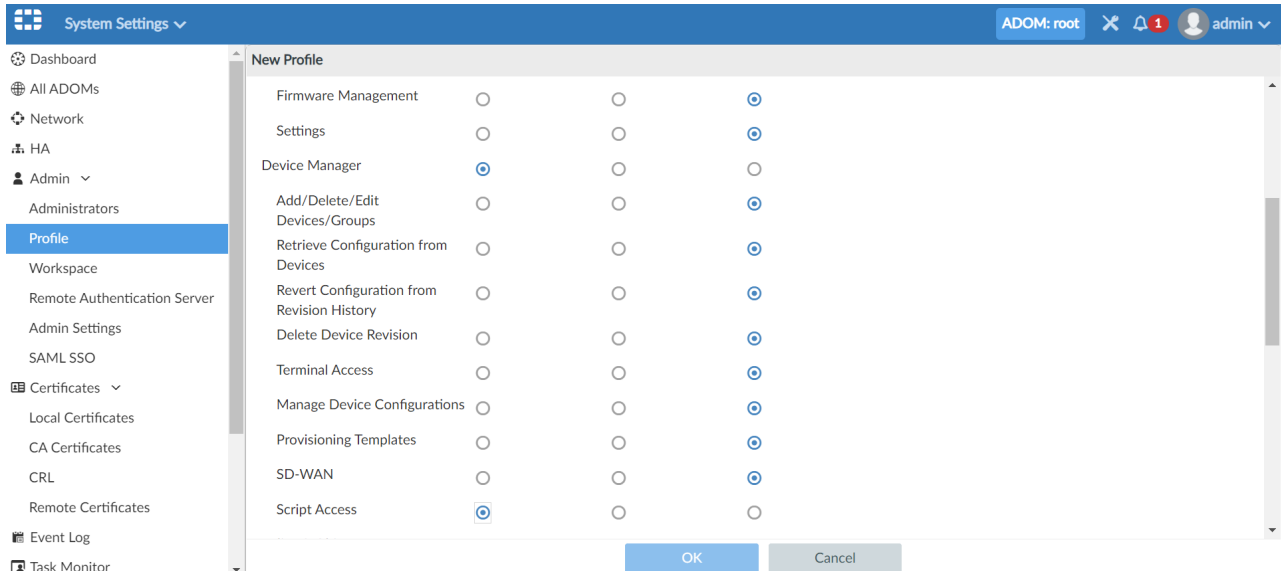 System Settings
ADOM: root
1
admin
Dashboard
All ADOMs
Network
HA
Admin
Administrators
Profile
Workspace
Remote Authentication Server
Admin Settings
SAML SSO
Certificates
Local Certificates
CA Certificates
CRL
Remote Certificates
Event Log
Task Monitor
New Profile
Firmware Management
Settings
Device Manager
Add/Delete/Edit
Devices/Groups
Retrieve Configuration from
Devices
Revert Configuration from
Revision History
Delete Device Revision
Terminal Access
Manage Device Configurations
Provisioning Templates
SD-WAN
Script Access
OK
Cancel